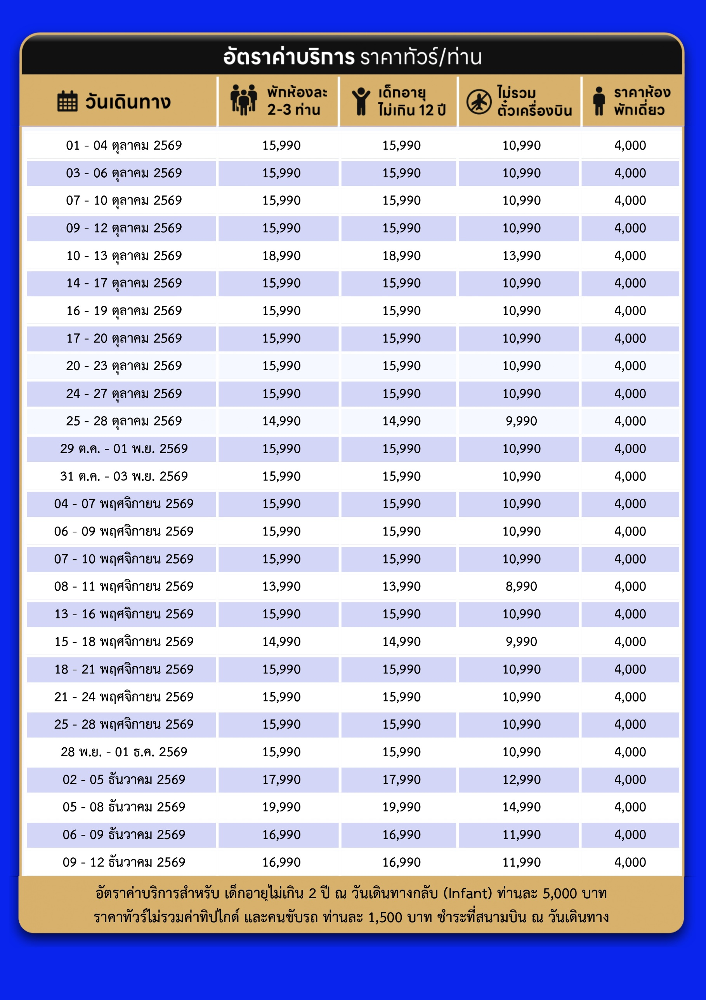 อัตราค่าบริการ ราคาทัวร์/ท่าน
วันเดินทาง พักห้องละ 2-3 ท่าน เด็กอายุ ไม่เกิน 12 ปี ไม่รวม ตั๋วเครื่องบิน ราคาห้อง พักเดี่ยว
01 - 04 ตุลาคม 2569 15,990 15,990 10,990 4,000
03 - 06 ตุลาคม 2569 15,990 15,990 10,990 4,000
07 - 10 ตุลาคม 2569 15,990 15,990 10,990 4,000
09 - 12 ตุลาคม 2569 15,990 15,990 10,990 4,000
10 - 13 ตุลาคม 2569 18,990 18,990 13,990 4,000
14 - 17 ตุลาคม 2569 15,990 15,990 10,990 4,000
16 - 19 ตุลาคม 2569 15,990 15,990 10,990 4,000
17 - 20 ตุลาคม 2569 15,990 15,990 10,990 4,000
20 - 23 ตุลาคม 2569 15,990 15,990 10,990 4,000
24 - 27 ตุลาคม 2569 15,990 15,990 10,990 4,000
25 - 28 ตุลาคม 2569 14,990 14,990 9,990 4,000
29 ต.ค. - 01 พ.ย. 2569 15,990 15,990 10,990 4,000
31 ต.ค. - 03 พ.ย. 2569 15,990 15,990 10,990 4,000
04 - 07 พฤศจิกายน 2569 15,990 15,990 10,990 4,000
06 - 09 พฤศจิกายน 2569 15,990 15,990 10,990 4,000
07 - 10 พฤศจิกายน 2569 15,990 15,990 10,990 4,000
08 - 11 พฤศจิกายน 2569 13,990 13,990 8,990 4,000
13 - 16 พฤศจิกายน 2569 15,990 15,990 10,990 4,000
15 - 18 พฤศจิกายน 2569 14,990 14,990 9,990 4,000
18 - 21 พฤศจิกายน 2569 15,990 15,990 10,990 4,000
21 - 24 พฤศจิกายน 2569 15,990 15,990 10,990 4,000
25 - 28 พฤศจิกายน 2569 15,990 15,990 10,990 4,000
28 พ.ย. - 01 ธ.ค. 2569 15,990 15,990 10,990 4,000
02 - 05 ธันวาคม 2569 17,990 17,990 12,990 4,000
05 - 08 ธันวาคม 2569 19,990 19,990 14,990 4,000
06 - 09 ธันวาคม 2569 16,990 16,990 11,990 4,000
09 - 12 ธันวาคม 2569 16,990 16,990 11,990 4,000
อัตราค่าบริการสำหรับ เด็กอายุไม่เกิน 2 ปี ณ วันเดินทางกลับ (Infant) ท่านละ 5,000 บาท
ราคาทัวร์ไม่รวมค่าทิปไกด์ และคนขับรถ ท่านละ 1,500 บาท ชำระที่สนามบิน ณ วันเดินทาง